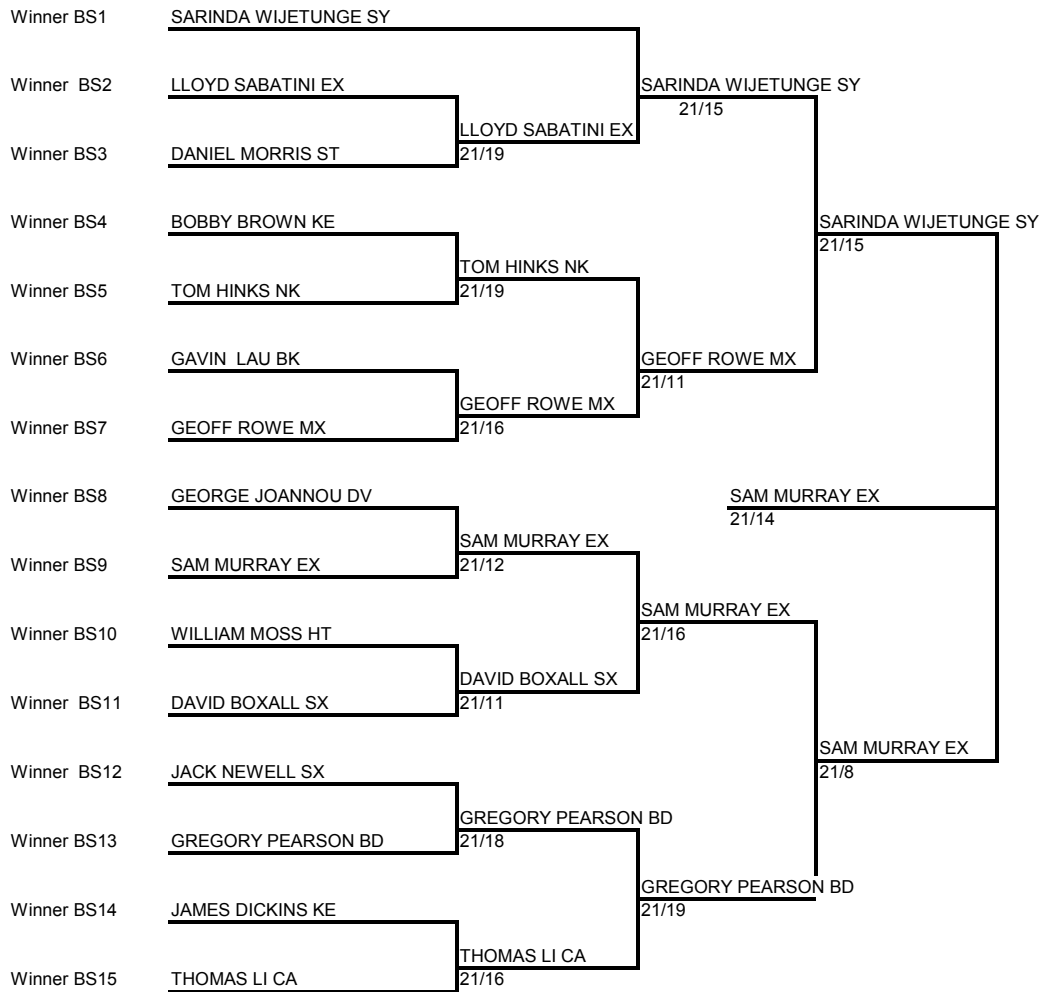 Winner BS1 SARINDA WIJETUNGE SY
Winner BS2 LLOYD SABATINI EX SARINDA WIJETUNGE SY
21/15
LLOYD SABATINI EX
Winner BS3 DANIEL MORRIS ST 21/19
Winner BS4 BOBBY BROWN KE SARINDA WIJETUNGE SY
21/15
TOM HINKS NK
Winner BS5 TOM HINKS NK 21/19
Winner BS6 GAVIN LAU BK GEOFF ROWE MX
21/11
GEOFF ROWE MX
Winner BS7 GEOFF ROWE MX 21/16
Winner BS8 GEORGE JOANNOU DV SAM MURRAY EX
21/14
SAM MURRAY EX
Winner BS9 SAM MURRAY EX 21/12
SAM MURRAY EX
Winner BS10 WILLIAM MOSS HT 21/16
DAVID BOXALL SX
Winner BS11 DAVID BOXALL SX 21/11
SAM MURRAY EX
Winner BS12 JACK NEWELL SX 21/8
GREGORY PEARSON BD
Winner BS13 GREGORY PEARSON BD 21/18
GREGORY PEARSON BD
Winner BS14 JAMES DICKINS KE 21/19
THOMAS LI CA
Winner BS15 THOMAS LI CA 21/16